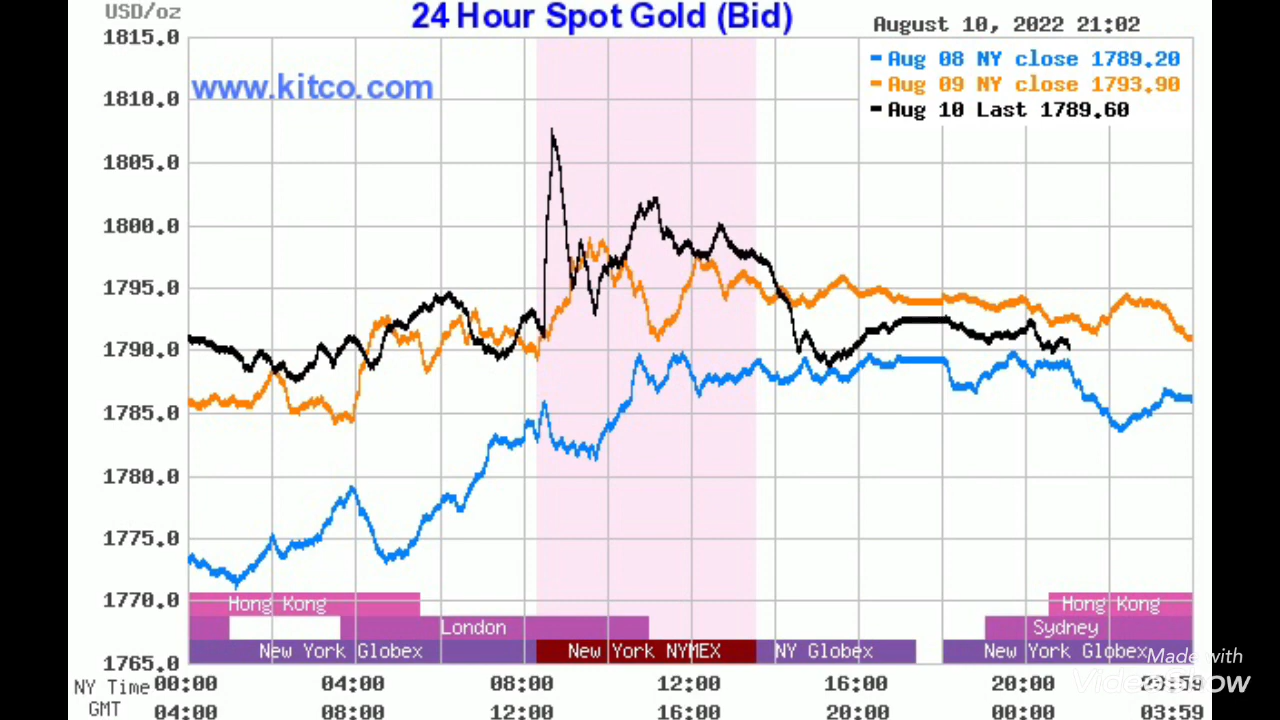 USD/oz
24 Hour Spot Gold (Bid)
August 10, 2022 21:02
www.kitco.com
Aug 08 NY close 1789.20
Aug 09 NY close 1793.90
Aug 10 Last 1789.60
1815.0
1810.0
1805.0
1800.0
1795.0
1790.0
1785.0
1780.0
1775.0
1770.0
1765.0
Hong Kong
Hong Kong
London
Sydney
New York Globex
New York NYMEX
NY Globex
New York Globex
NY Time 00:00 04:00 08:00 12:00 16:00 20:00 23:59
GMT 04:00 08:00 12:00 16:00 20:00 00:00 03:59
Made with
VideoShow